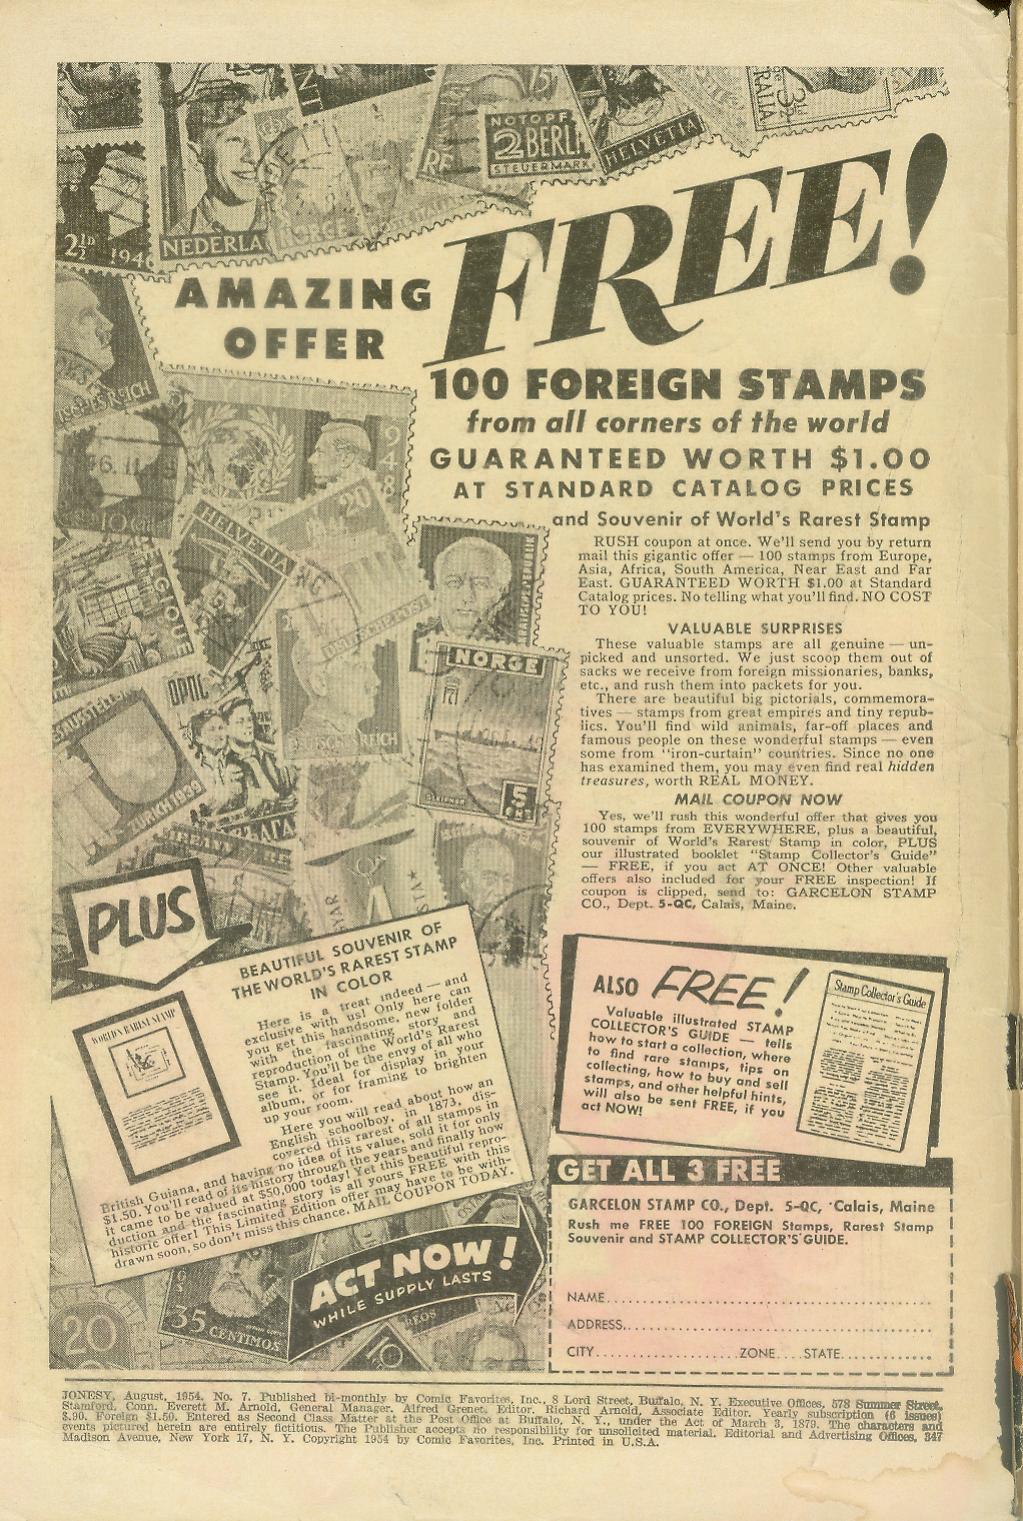 2½D 1946
NEDERLA
NORGE
RF
15
NOTOPF
2 BERLI
STEUERMARK
HELVETIA
3½D
AMAZING
OFFER
FREE!
100 FOREIGN STAMPS
from all corners of the world
GUARANTEED WORTH $1.00
AT STANDARD CATALOG PRICES
and Souvenir of World's Rarest Stamp
RUSH coupon at once. We'll send you by return
mail this gigantic offer — 100 stamps from Europe,
Asia, Africa, South America, Near East and Far
East. GUARANTEED WORTH $1.00 at Standard
Catalog prices. No telling what you'll find. NO COST
TO YOU!
VALUABLE SURPRISES
These valuable stamps are all genuine — un-
picked and unsorted. We just scoop them out of
sacks we receive from foreign missionaries, banks,
etc., and rush them into packets for you.
There are beautiful big pictorials, commemora-
tives — stamps from great empires and tiny repub-
lics. You'll find wild animals, far-off places and
famous people on these wonderful stamps — even
some from "iron-curtain" countries. Since no one
has examined them, you may even find real hidden
treasures, worth REAL MONEY.
MAIL COUPON NOW
Yes, we'll rush this wonderful offer that gives you
100 stamps from EVERYWHERE, plus a beautiful,
souvenir of World's Rarest Stamp in color, PLUS
our illustrated booklet "Stamp Collector's Guide"
— FREE, if you act AT ONCE! Other valuable
offers also included for your FREE inspection! If
coupon is clipped, send to: GARCELON STAMP
CO., Dept. 5-QC, Calais, Maine.
948
20
HELVETIA
NORGE
5
ZURICH 1939
PLUS
BEAUTIFUL SOUVENIR OF
THE WORLD'S RAREST STAMP
IN COLOR
WORLD'S RAREST STAMP
Here is a treat indeed — and
exclusive with us! Only here can
you get this handsome, new folder
with the fascinating story and
reproduction of the World's Rarest
Stamp. You'll be the envy of all who
see it. Ideal for display in your
album, or for framing to brighten
up your room.
Here you will read about how an
English schoolboy, in 1873, dis-
covered this rarest of all stamps in
British Guiana, and having no idea of its value, sold it for only
$1.50. You'll read of its history through the years and finally how
it came to be valued at $50,000 today! Yet this beautiful repro-
duction and the fascinating story is all yours FREE with this
historic offer! This Limited Edition offer may have to be with-
drawn soon, so don't miss this chance. MAIL COUPON TODAY.
35 CENTIMOS
20
10
ACT NOW!
WHILE SUPPLY LASTS
ALSO FREE!
Valuable illustrated STAMP
COLLECTOR'S GUIDE — tells
how to start a collection, where
to find rare stamps, tips on
collecting, how to buy and sell
stamps, and other helpful hints,
will also be sent FREE, if you
act NOW!
Stamp Collector's Guide
GET ALL 3 FREE
GARCELON STAMP CO., Dept. 5-QC, Calais, Maine
Rush me FREE 100 FOREIGN Stamps, Rarest Stamp
Souvenir and STAMP COLLECTOR'S GUIDE.
NAME
ADDRESS
CITY ZONE STATE
JONESY, August, 1954. No. 7. Published bi-monthly by Comic Favorites, Inc., 8 Lord Street, Buffalo, N. Y. Executive Offices, 578 Summer Street,
Stamford, Conn. Everett M. Arnold, General Manager. Alfred Grenet, Editor. Richard Arnold, Associate Editor. Yearly subscription (6 issues)
$.90. Foreign $1.50. Entered as Second Class Matter at the Post Office at Buffalo, N. Y., under the Act of March 3, 1879. The characters and
events pictured herein are entirely fictitious. The Publisher accepts no responsibility for unsolicited material. Editorial and Advertising Offices, 347
Madison Avenue, New York 17, N. Y. Copyright 1954 by Comic Favorites, Inc. Printed in U.S.A.